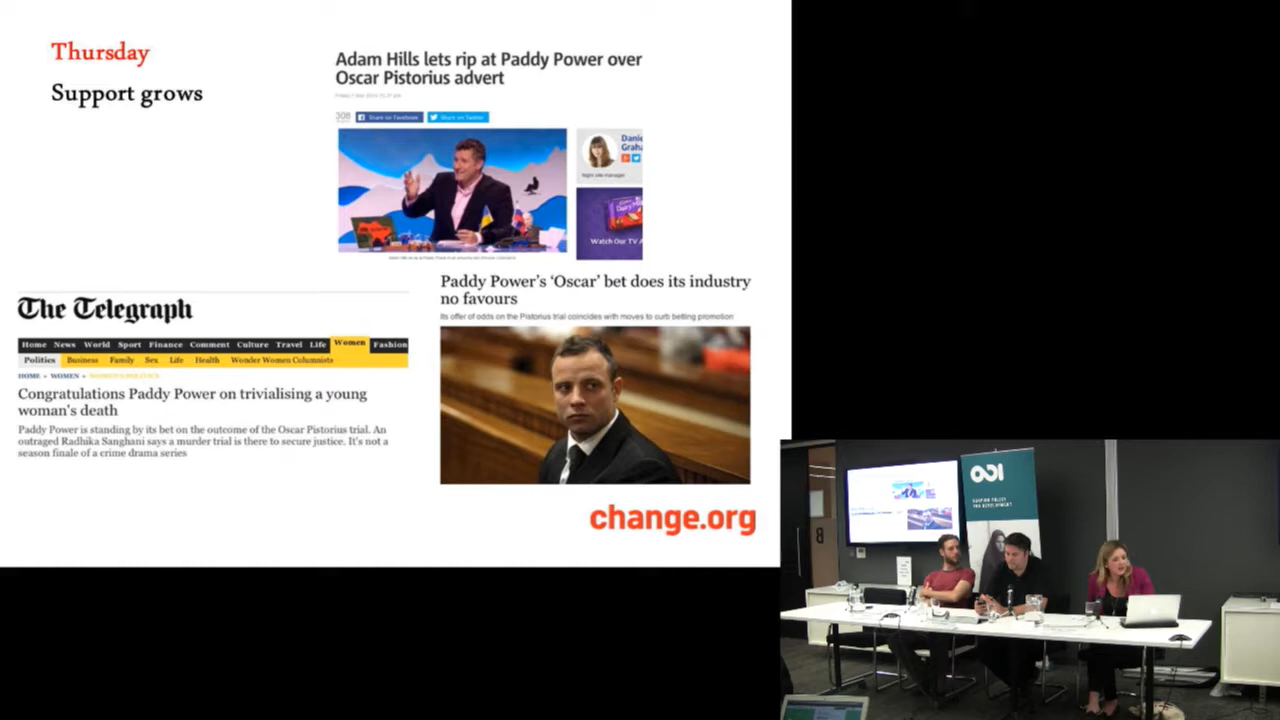 Thursday
Support grows
Adam Hills lets rip at Paddy Power over
Oscar Pistorius advert
308
Share on Facebook
Share on Twitter
Danie
Grah
Night site manager
Watch Our TV A
Paddy Power's 'Oscar' bet does its industry
no favours
Its offer of odds on the Pistorius trial coincides with moves to curb betting promotion
The Telegraph
Home News World Sport Finance Comment Culture Travel Life Women Fashion
Politics Business Family Sex Life Health Wonder Women Columnists
HOME » WOMEN »
Congratulations Paddy Power on trivialising a young
woman's death
Paddy Power is standing by its bet on the outcome of the Oscar Pistorius trial. An
outraged Radhika Sanghani says a murder trial is there to secure justice. It's not a
season finale of a crime drama series
change.org